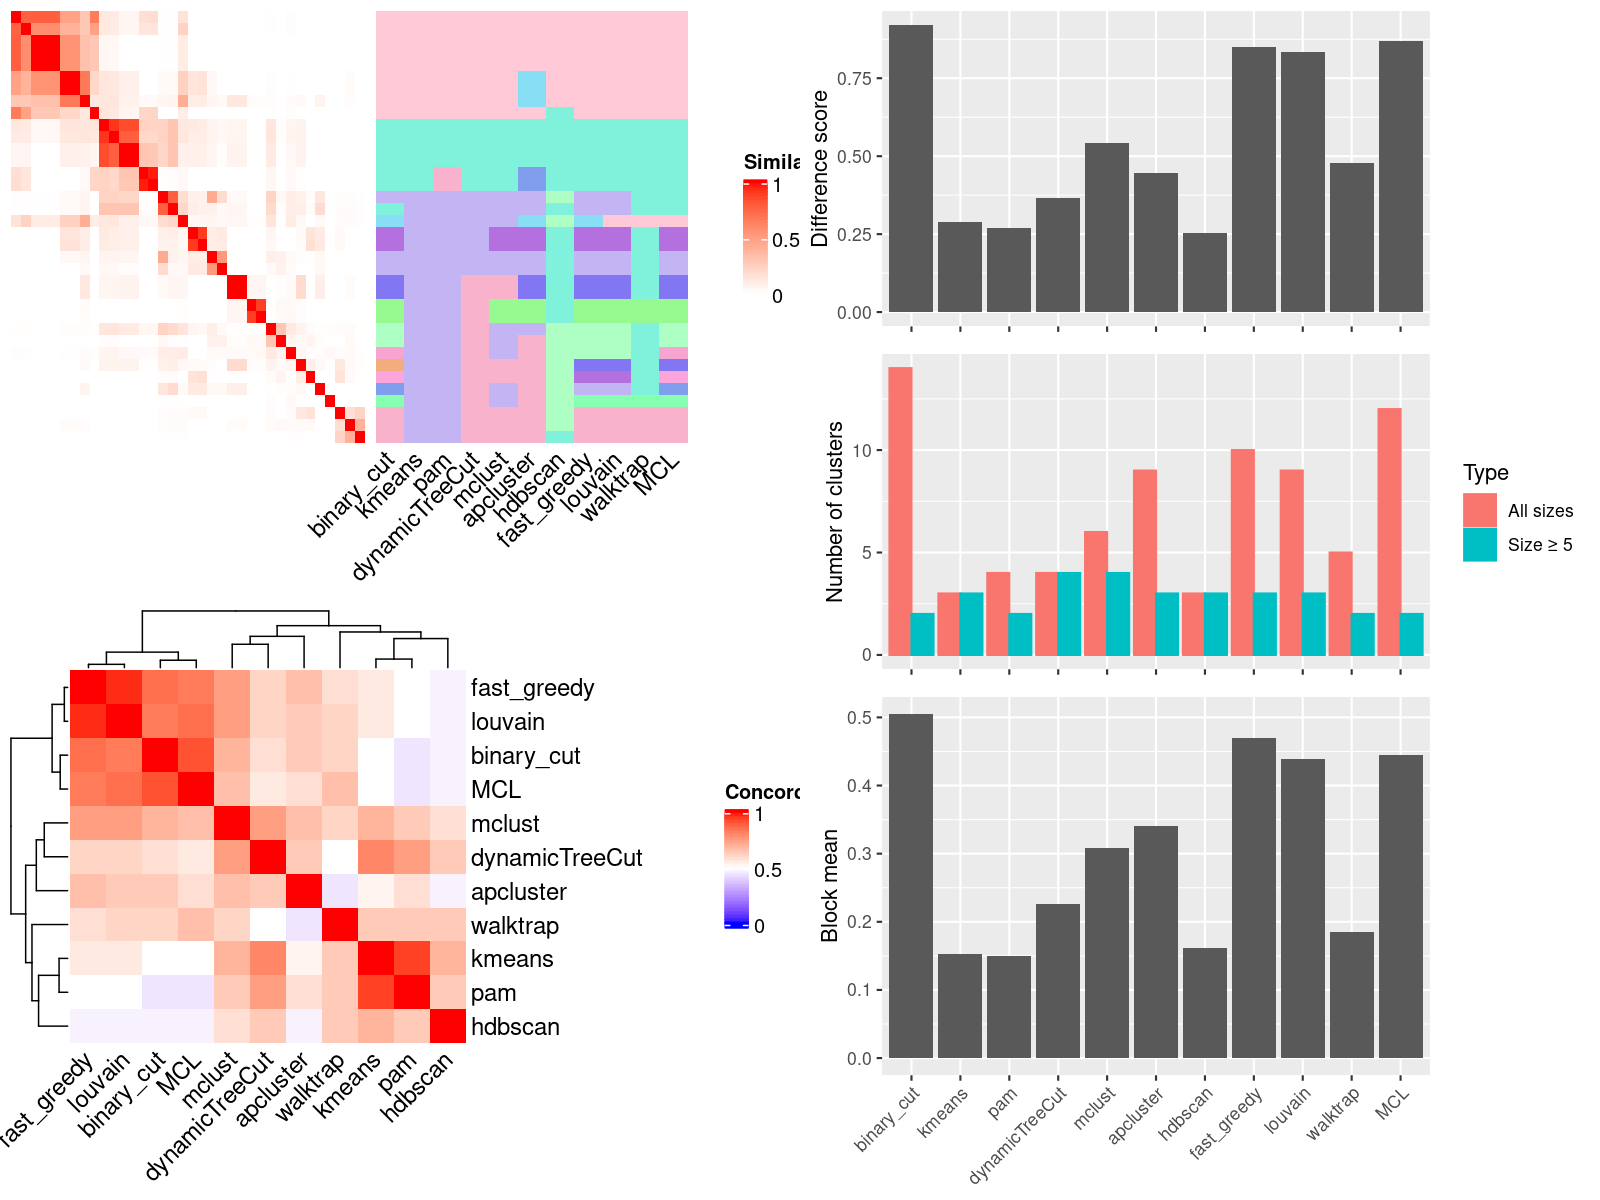 Simila
1
0.5
0
binary_cut
kmeans
pam
dynamicTreeCut
mclust
apcluster
hdbscan
fast_greedy
louvain
walktrap
MCL
fast_greedy
louvain
binary_cut
MCL
mclust
dynamicTreeCut
apcluster
walktrap
kmeans
pam
hdbscan
fast_greedy
louvain
binary_cut
MCL
mclust
dynamicTreeCut
apcluster
walktrap
kmeans
pam
hdbscan
Concord
1
0.5
0
Difference score
0.75
0.50
0.25
0.00
Number of clusters
10
5
0
Type
All sizes
Size ≥ 5
Block mean
0.5
0.4
0.3
0.2
0.1
0.0
binary_cut
kmeans
pam
dynamicTreeCut
mclust
apcluster
hdbscan
fast_greedy
louvain
walktrap
MCL